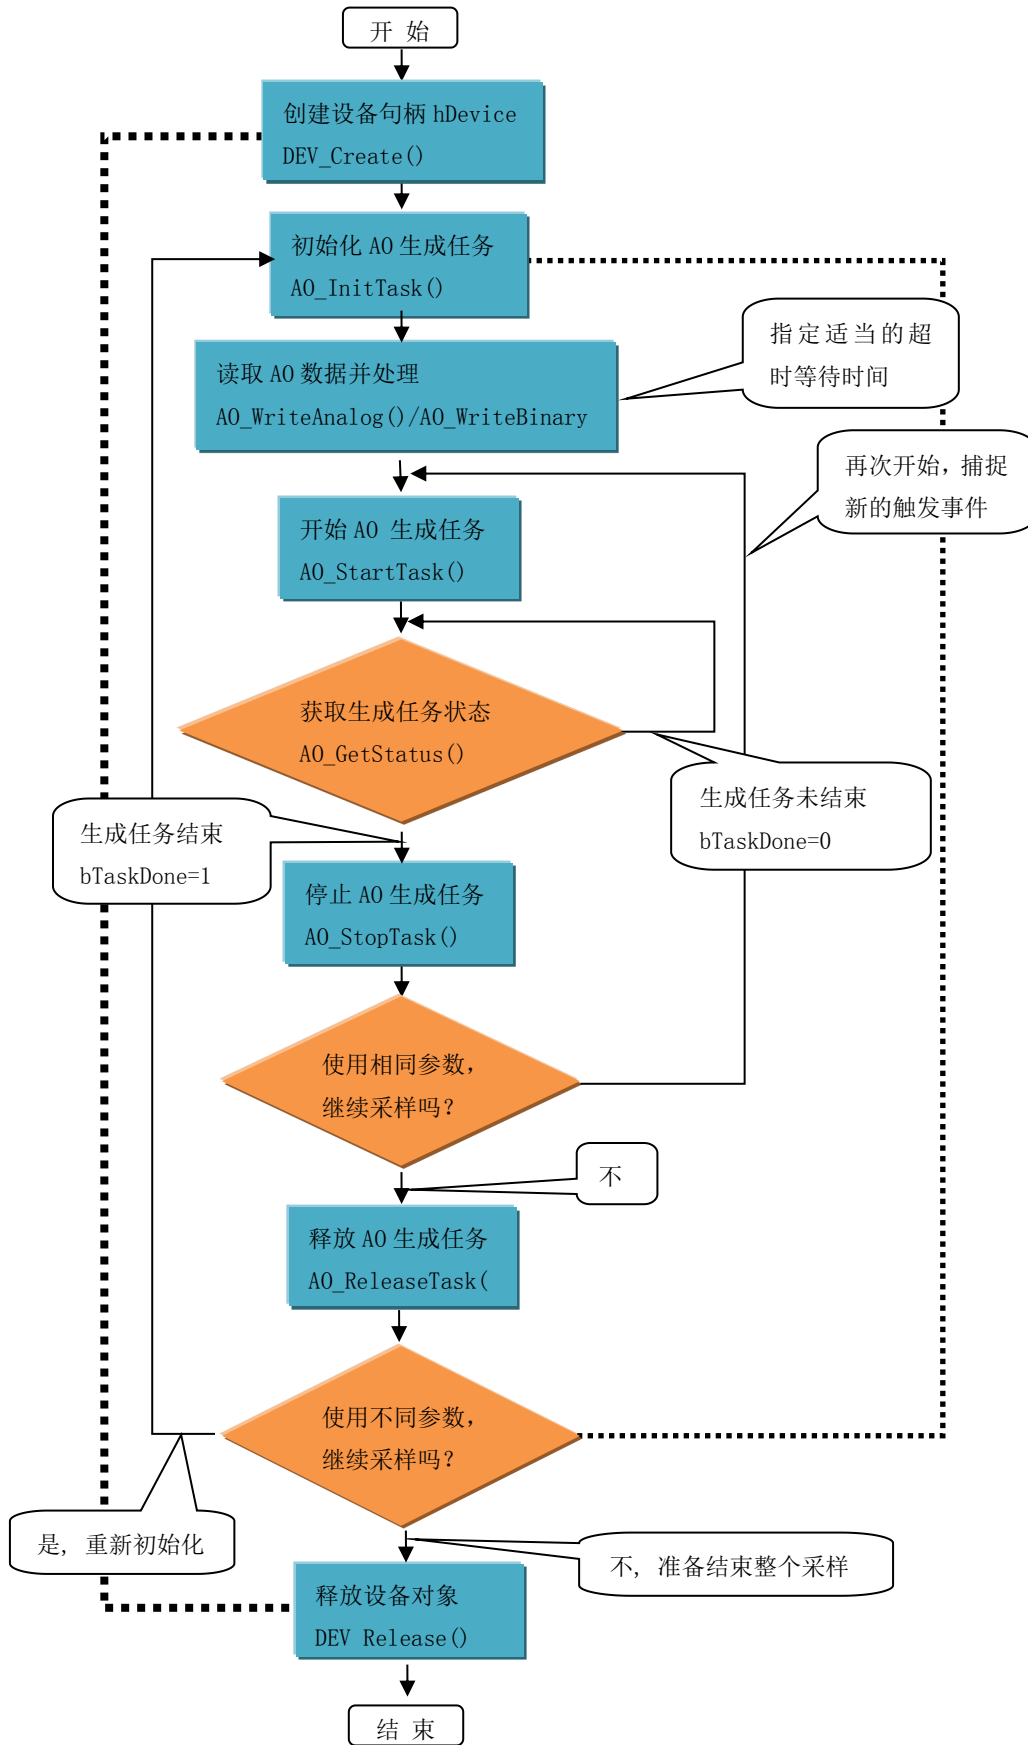 开 始
创建设备句柄 hDevice
DEV_Create()
初始化 AO 生成任务
AO_InitTask()
指定适当的超
时等待时间
读取 AO 数据并处理
AO_WriteAnalog()/AO_WriteBinary
再次开始，捕捉
新的触发事件
开始 AO 生成任务
AO_StartTask()
获取生成任务状态
AO_GetStatus()
生成任务未结束
bTaskDone=0
生成任务结束
bTaskDone=1
停止 AO 生成任务
AO_StopTask()
使用相同参数，
继续采样吗？
不
释放 AO 生成任务
AO_ReleaseTask(
使用不同参数，
继续采样吗？
是，重新初始化
不，准备结束整个采样
释放设备对象
DEV Release()
结 束